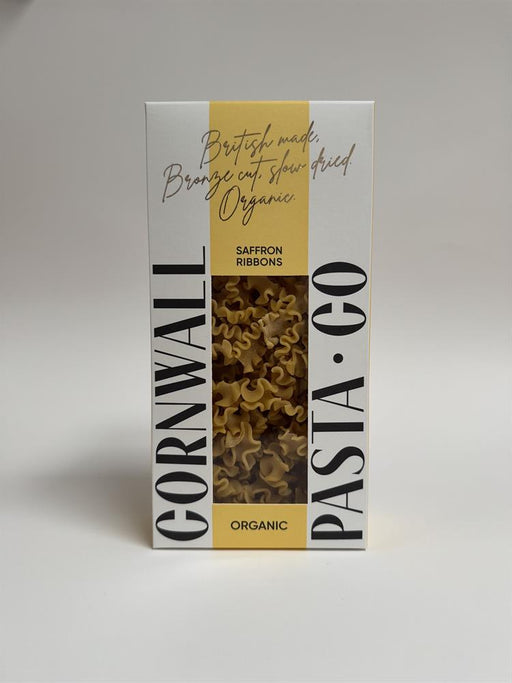 British made,
Bronze cut, slow dried.
Organic.
SAFFRON
RIBBONS
CORNWALL
PASTA • CO
ORGANIC